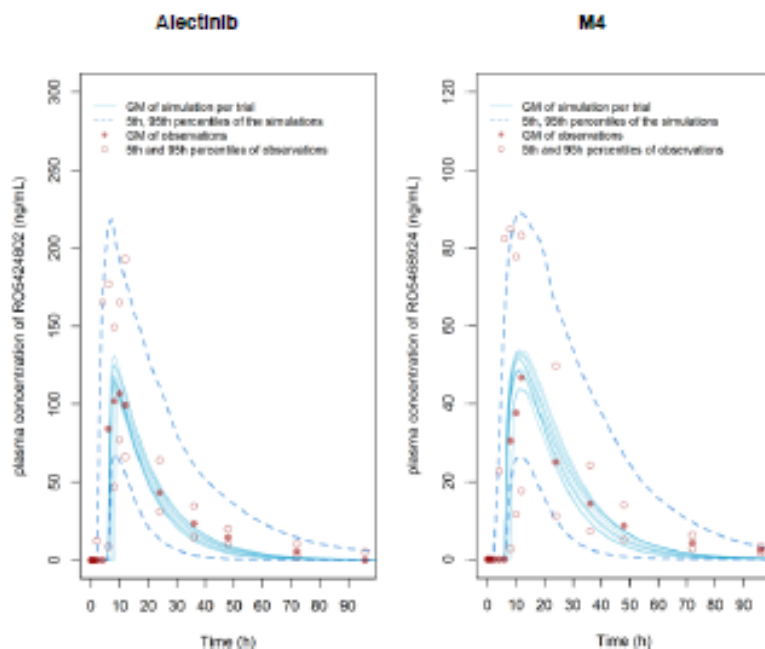 Alectinib
300
250
200
150
100
50
0
plasma concentration of RO5424802 (ng/mL)
GM of simulation per trial
5th, 95th percentiles of the simulations
GM of observations
5th and 95th percentiles of observations
0 10 20 30 40 50 60 70 80 90
Time (h)
M4
120
100
80
60
40
20
0
plasma concentration of RO5468924 (ng/mL)
GM of simulation per trial
5th, 95th percentiles of the simulations
GM of observations
5th and 95th percentiles of observations
0 10 20 30 40 50 60 70 80 90
Time (h)